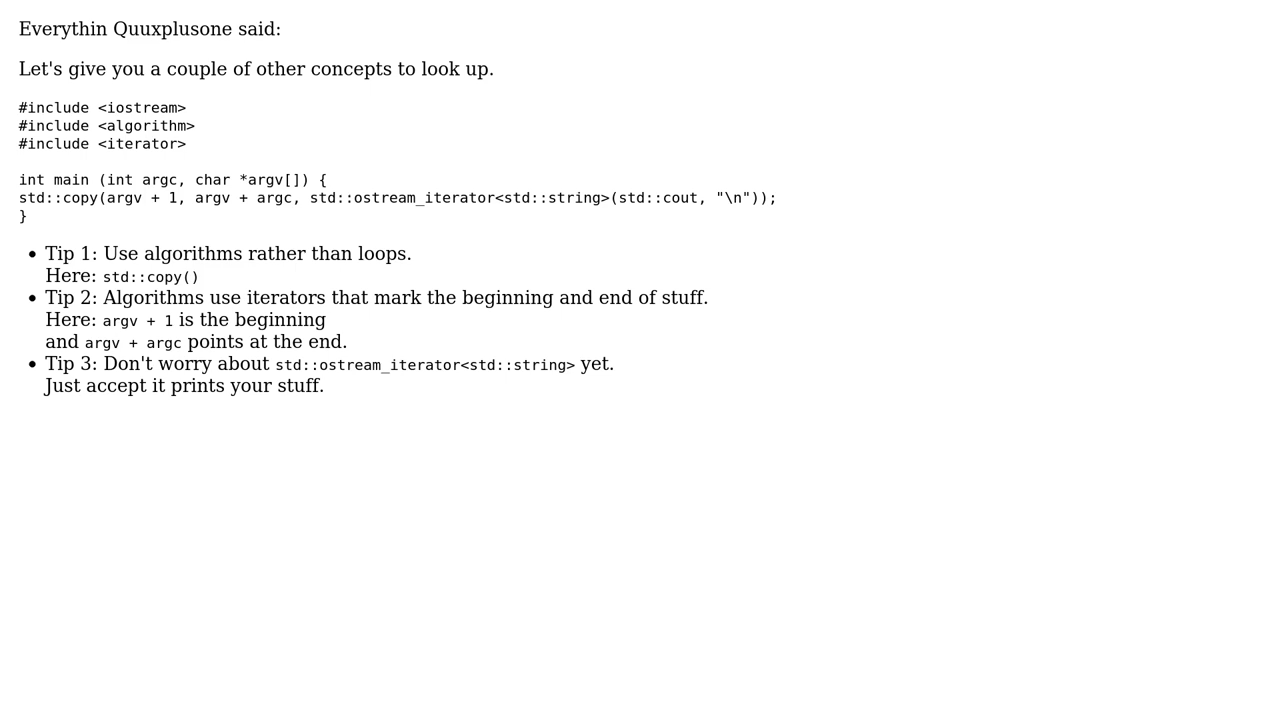 Everythin Quuxplusone said:
Let's give you a couple of other concepts to look up.
#include <iostream>
#include <algorithm>
#include <iterator>
int main (int argc, char *argv[]) {
std::copy(argv + 1, argv + argc, std::ostream_iterator<std::string>(std::cout, "\n"));
}
• Tip 1: Use algorithms rather than loops.
Here: std::copy()
• Tip 2: Algorithms use iterators that mark the beginning and end of stuff.
Here: argv + 1 is the beginning
and argv + argc points at the end.
• Tip 3: Don't worry about std::ostream_iterator<std::string> yet.
Just accept it prints your stuff.